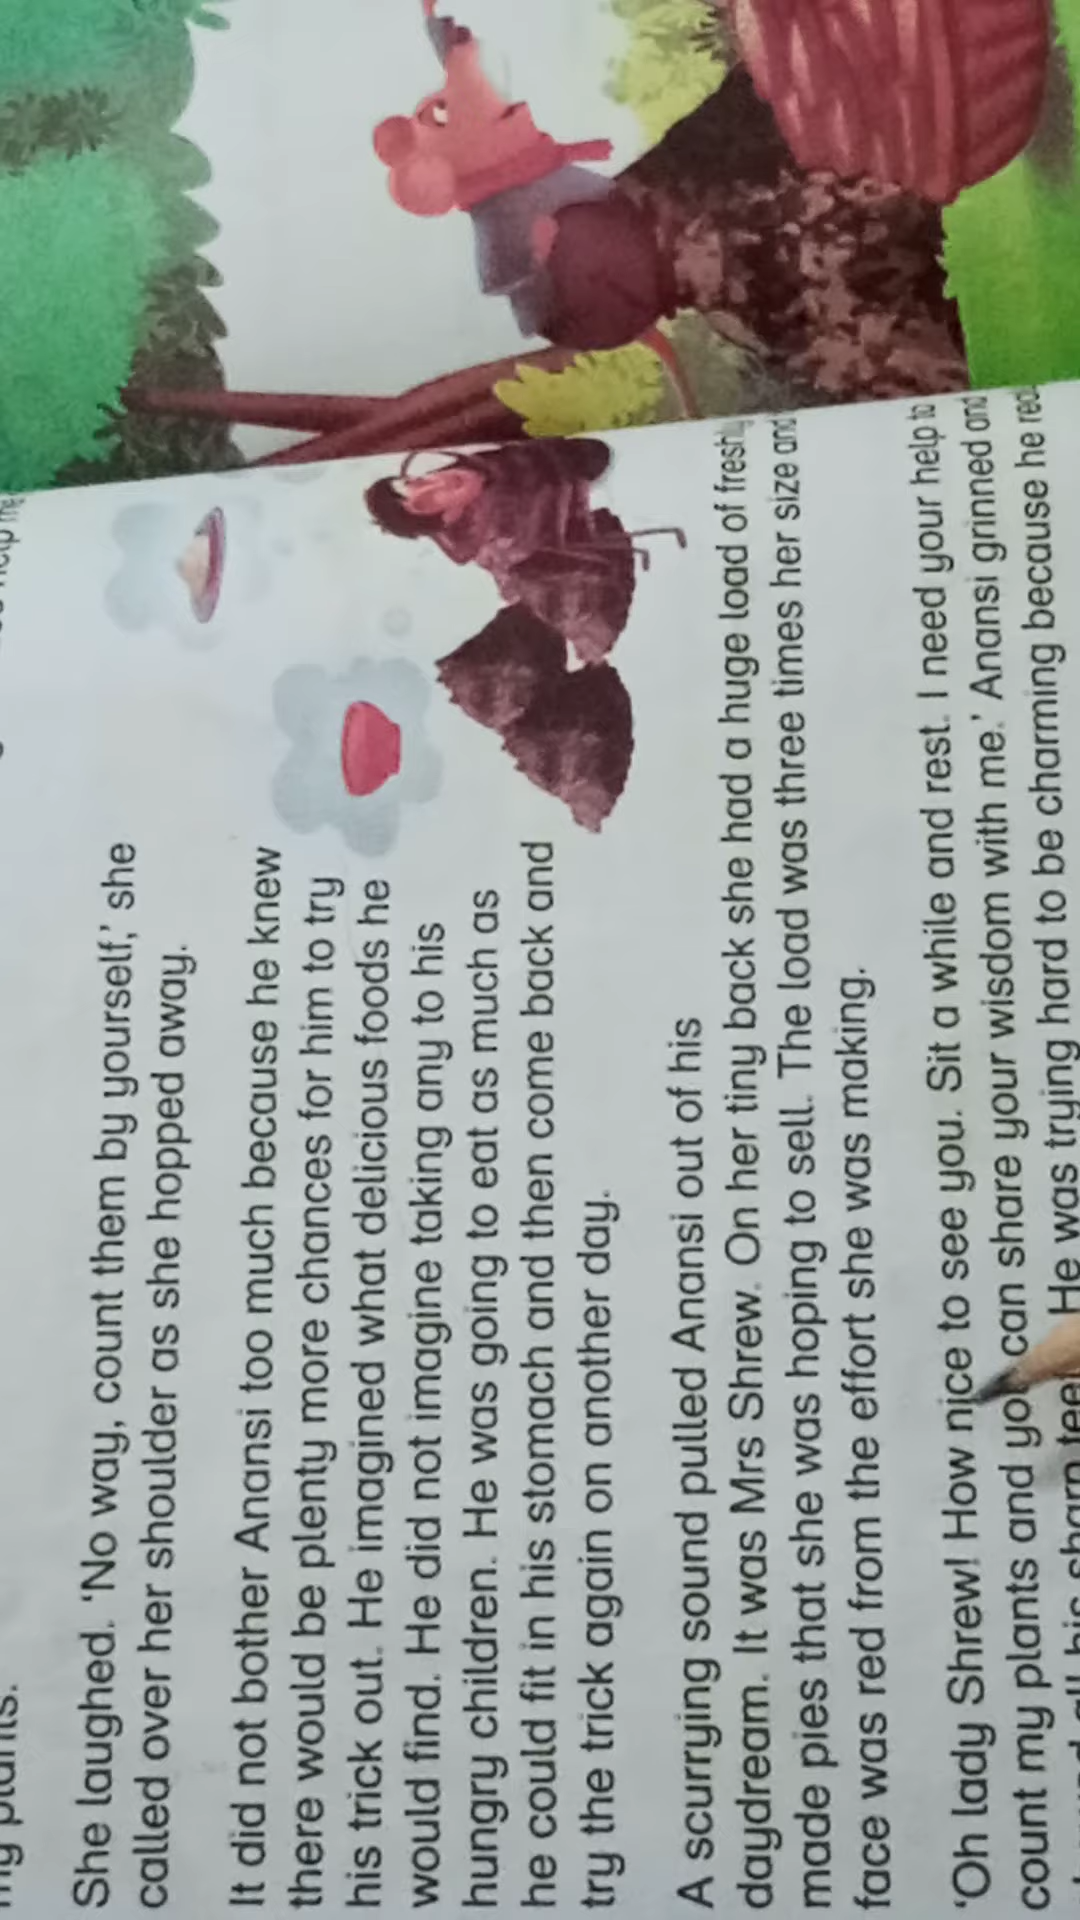 She laughed. ‘No way, count them by yourself,’ she
called over her shoulder as she hopped away.
It did not bother Anansi too much because he knew
there would be plenty more chances for him to try
his trick out. He imagined what delicious foods he
would find. He did not imagine taking any to his
hungry children. He was going to eat as much as
he could fit in his stomach and then come back and
try the trick again on another day.
A scurrying sound pulled Anansi out of his
daydream. It was Mrs Shrew. On her tiny back she had a huge load of freshly
made pies that she was hoping to sell. The load was three times her size and
face was red from the effort she was making.
‘Oh lady Shrew! How nice to see you. Sit a while and rest. I need your help to
count my plants and you can share your wisdom with me.’ Anansi grinned and
his sharp He was trying hard to be charming because he